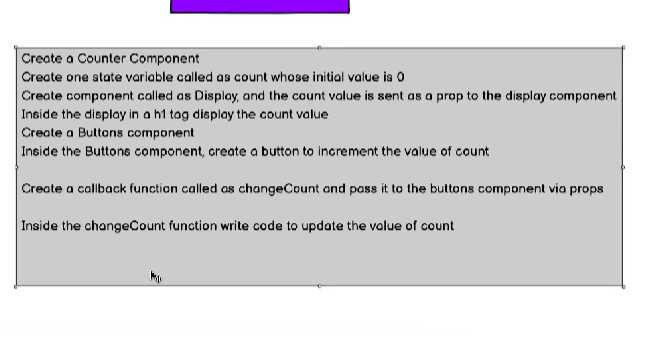 Create a Counter Component
Create one state variable called as count whose initial value is 0
Create component called as Display, and the count value is sent as a prop to the display component
Inside the display in a h1 tag display the count value
Create a Buttons component
Inside the Buttons component, create a button to increment the value of count
Create a callback function called as changeCount and pass it to the buttons component via props
Inside the changeCount function write code to update the value of count